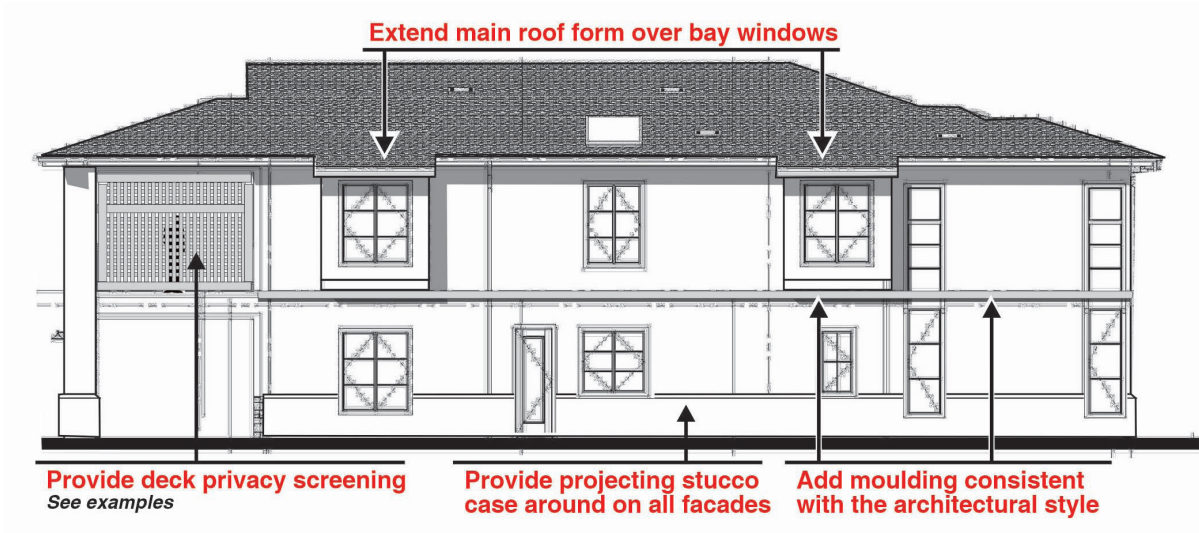 Extend main roof form over bay windows
Provide deck privacy screening
See examples
Provide projecting stucco
case around on all facades
Add moulding consistent
with the architectural style